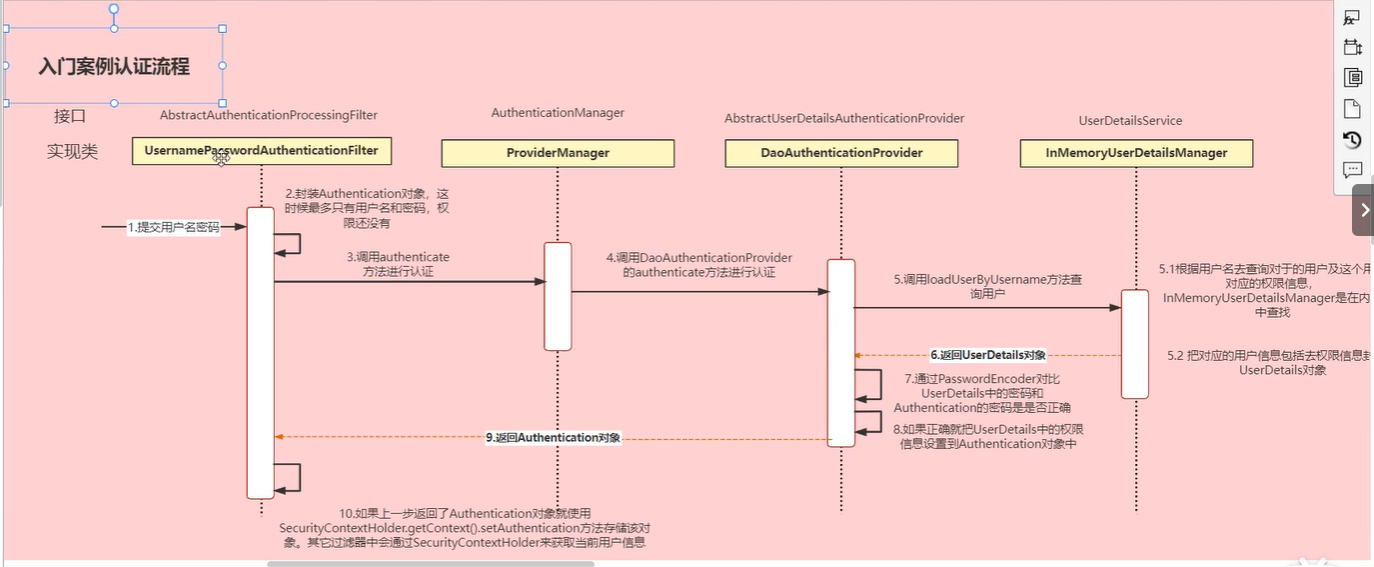 入门案例认证流程
接口
AbstractAuthenticationProcessingFilter
AuthenticationManager
AbstractUserDetailsAuthenticationProvider
UserDetailsService
实现类
UsernamePasswordAuthenticationFilter
ProviderManager
DaoAuthenticationProvider
InMemoryUserDetailsManager
1.提交用户名密码
2.封装Authentication对象，这
时候最多只有用户名和密码，权
限还没有
3.调用authenticate
方法进行认证
4.调用DaoAuthenticationProvider
的authenticate方法进行认证
5.调用loadUserByUsername方法查
询用户
5.1根据用户名去查询对于的用户及这个用
对应的权限信息，
InMemoryUserDetailsManager是在内
中查找
5.2 把对应的用户信息包括去权限信息封
UserDetails对象
6.返回UserDetails对象
7.通过PasswordEncoder对比
UserDetails中的密码和
Authentication的密码是是否正确
8.如果正确就把UserDetails中的权限
信息设置到Authentication对象中
9.返回Authentication对象
10.如果上一步返回了Authentication对象就使用
SecurityContextHolder.getContext().setAuthentication方法存储该对
象。其它过滤器中会通过SecurityContextHolder来获取当前用户信息